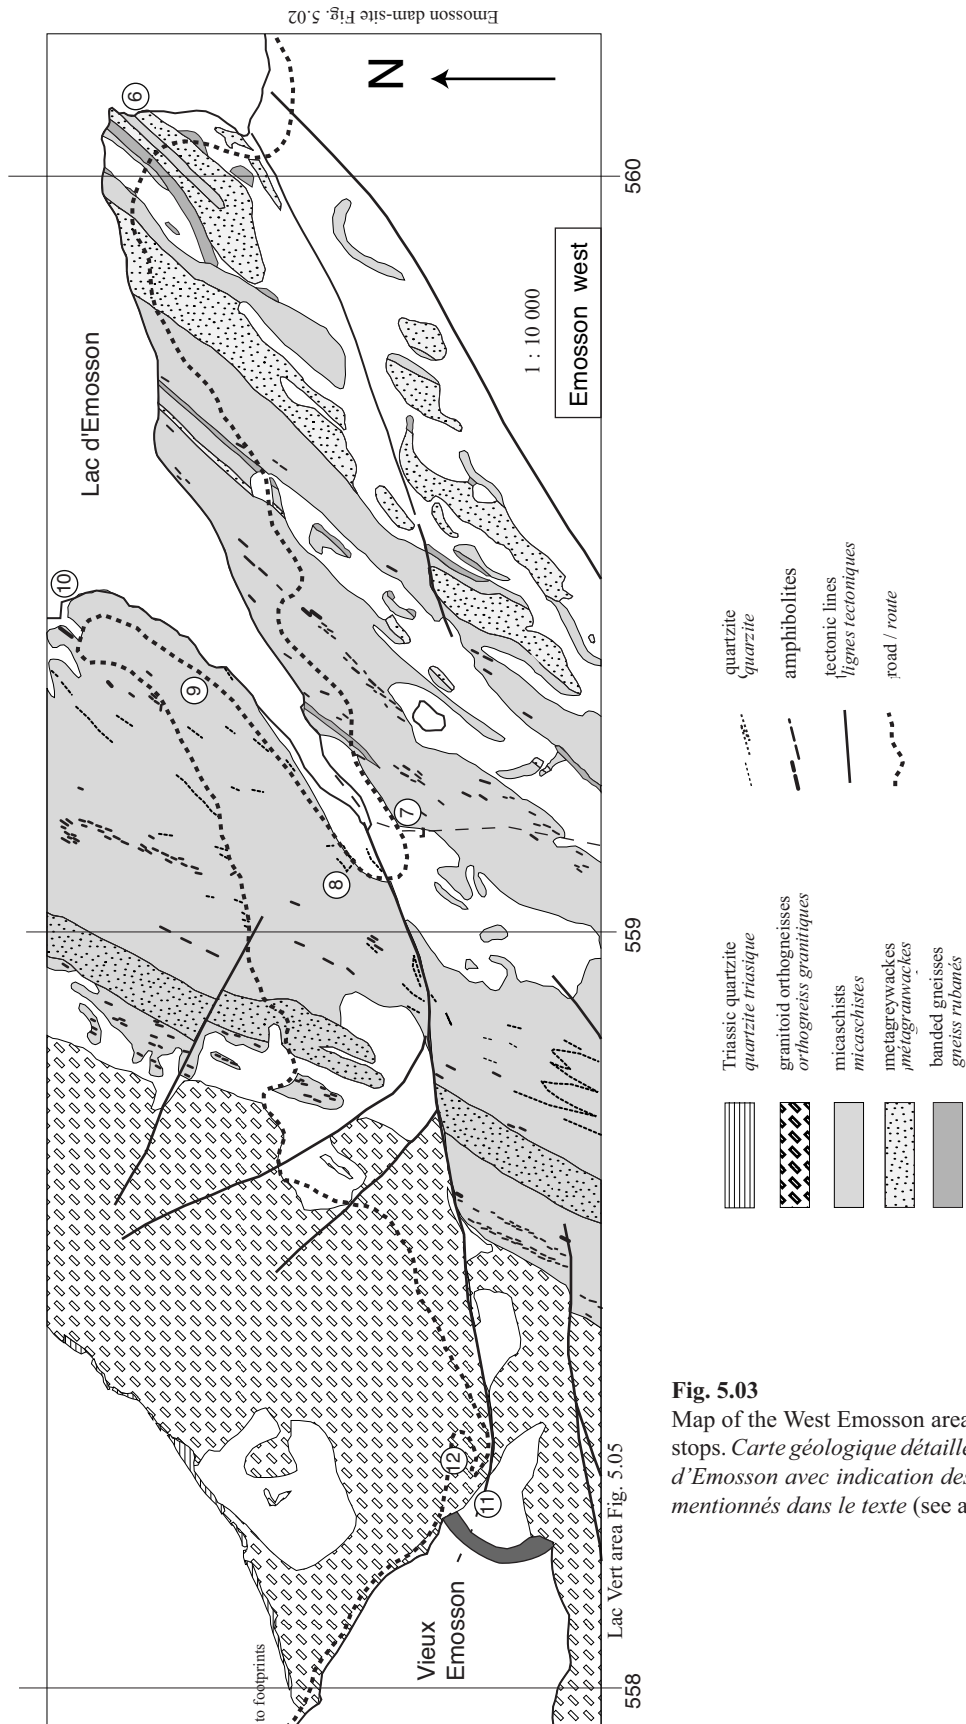 Emosson dam-site Fig. 5.02
N
6
560
Lac d'Emosson
1 : 10 000
Emosson west
10
9
7
8
559
12
11
Vieux
Emosson
to footprints
558
Lac Vert area Fig. 5.05
quartzite
quarzite
amphibolites
tectonic lines
lignes tectoniques
road / route
Triassic quartzite
quartzite triasique
granitoid orthogneisses
orthogneiss granitiques
micaschists
micaschistes
metagreywackes
métagrauwackes
banded gneisses
gneiss rubanés
Fig. 5.03
Map of the West Emosson area
stops. Carte géologique détaillé
d'Emosson avec indication des
mentionnés dans le texte (see a